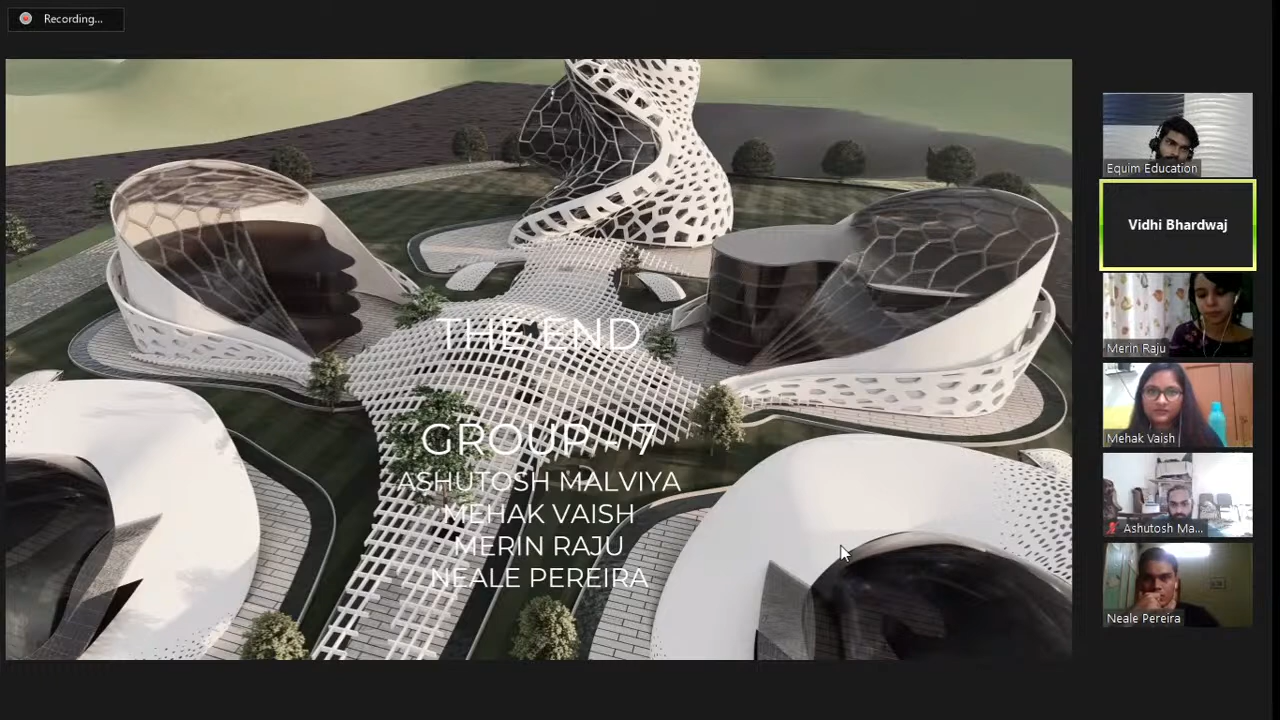 Recording...
THE END
GROUP - 7
ASHUTOSH MALVIYA
MEHAK VAISH
MERIN RAJU
NEALE PEREIRA
Equim Education
Vidhi Bhardwaj
Merin Raju
Mehak Vaish
Ashutosh Ma...
Neale Pereira